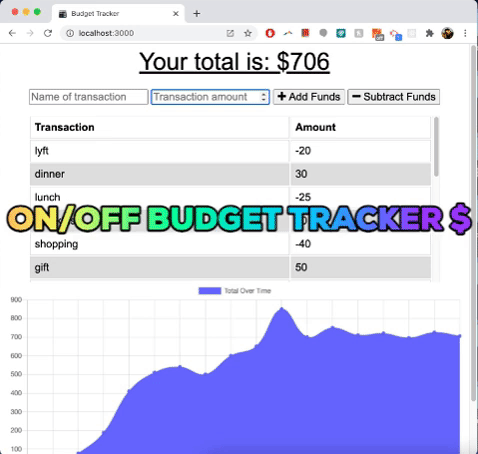 Budget Tracker
localhost:3000
Your total is: $706
Name of transaction Transaction amount + Add Funds − Subtract Funds
Transaction Amount
lyft -20
dinner 30
lunch -25
ON/OFF BUDGET TRACKER $
shopping -40
gift 50
Total Over Time
900
800
700
600
500
400
300
200
100